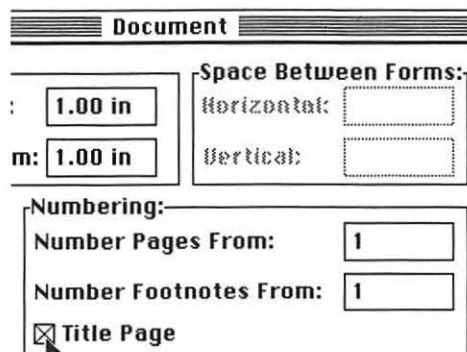 Document
Space Between Forms:
: 1.00 in
Horizontal:
m: 1.00 in
Vertical:
Numbering:
Number Pages From: 1
Number Footnotes From: 1
Title Page